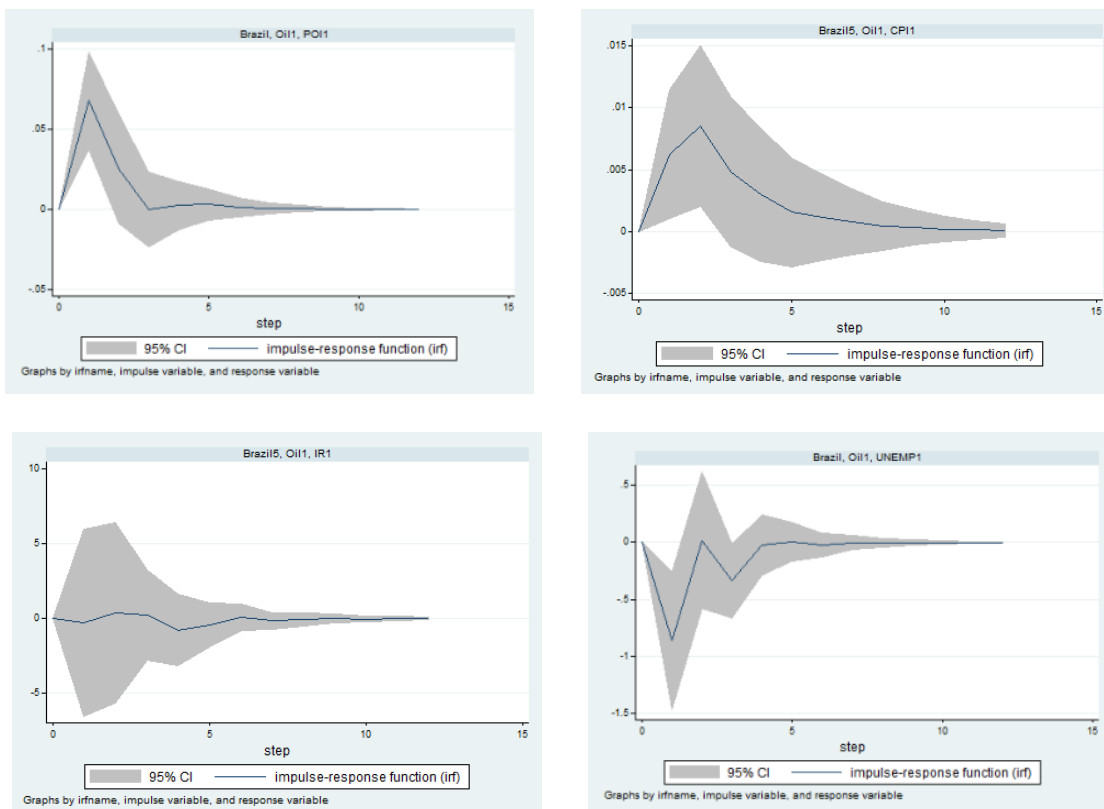 Brazil, Oil1, POI1
.1
.05
0
-.05
0 5 10 15
step
95% CI impulse-response function (irf)
Graphs by irfname, impulse variable, and response variable
Brazil5, Oil1, CPI1
.015
.01
.005
0
-.005
0 5 10 15
step
95% CI impulse-response function (irf)
Graphs by irfname, impulse variable, and response variable
Brazil5, Oil1, IR1
10
5
0
-5
0 5 10 15
step
95% CI impulse-response function (irf)
Graphs by irfname, impulse variable, and response variable
Brazil, Oil1, UNEMP1
.5
0
-.5
-1
-1.5
0 5 10 15
step
95% CI impulse-response function (irf)
Graphs by irfname, impulse variable, and response variable